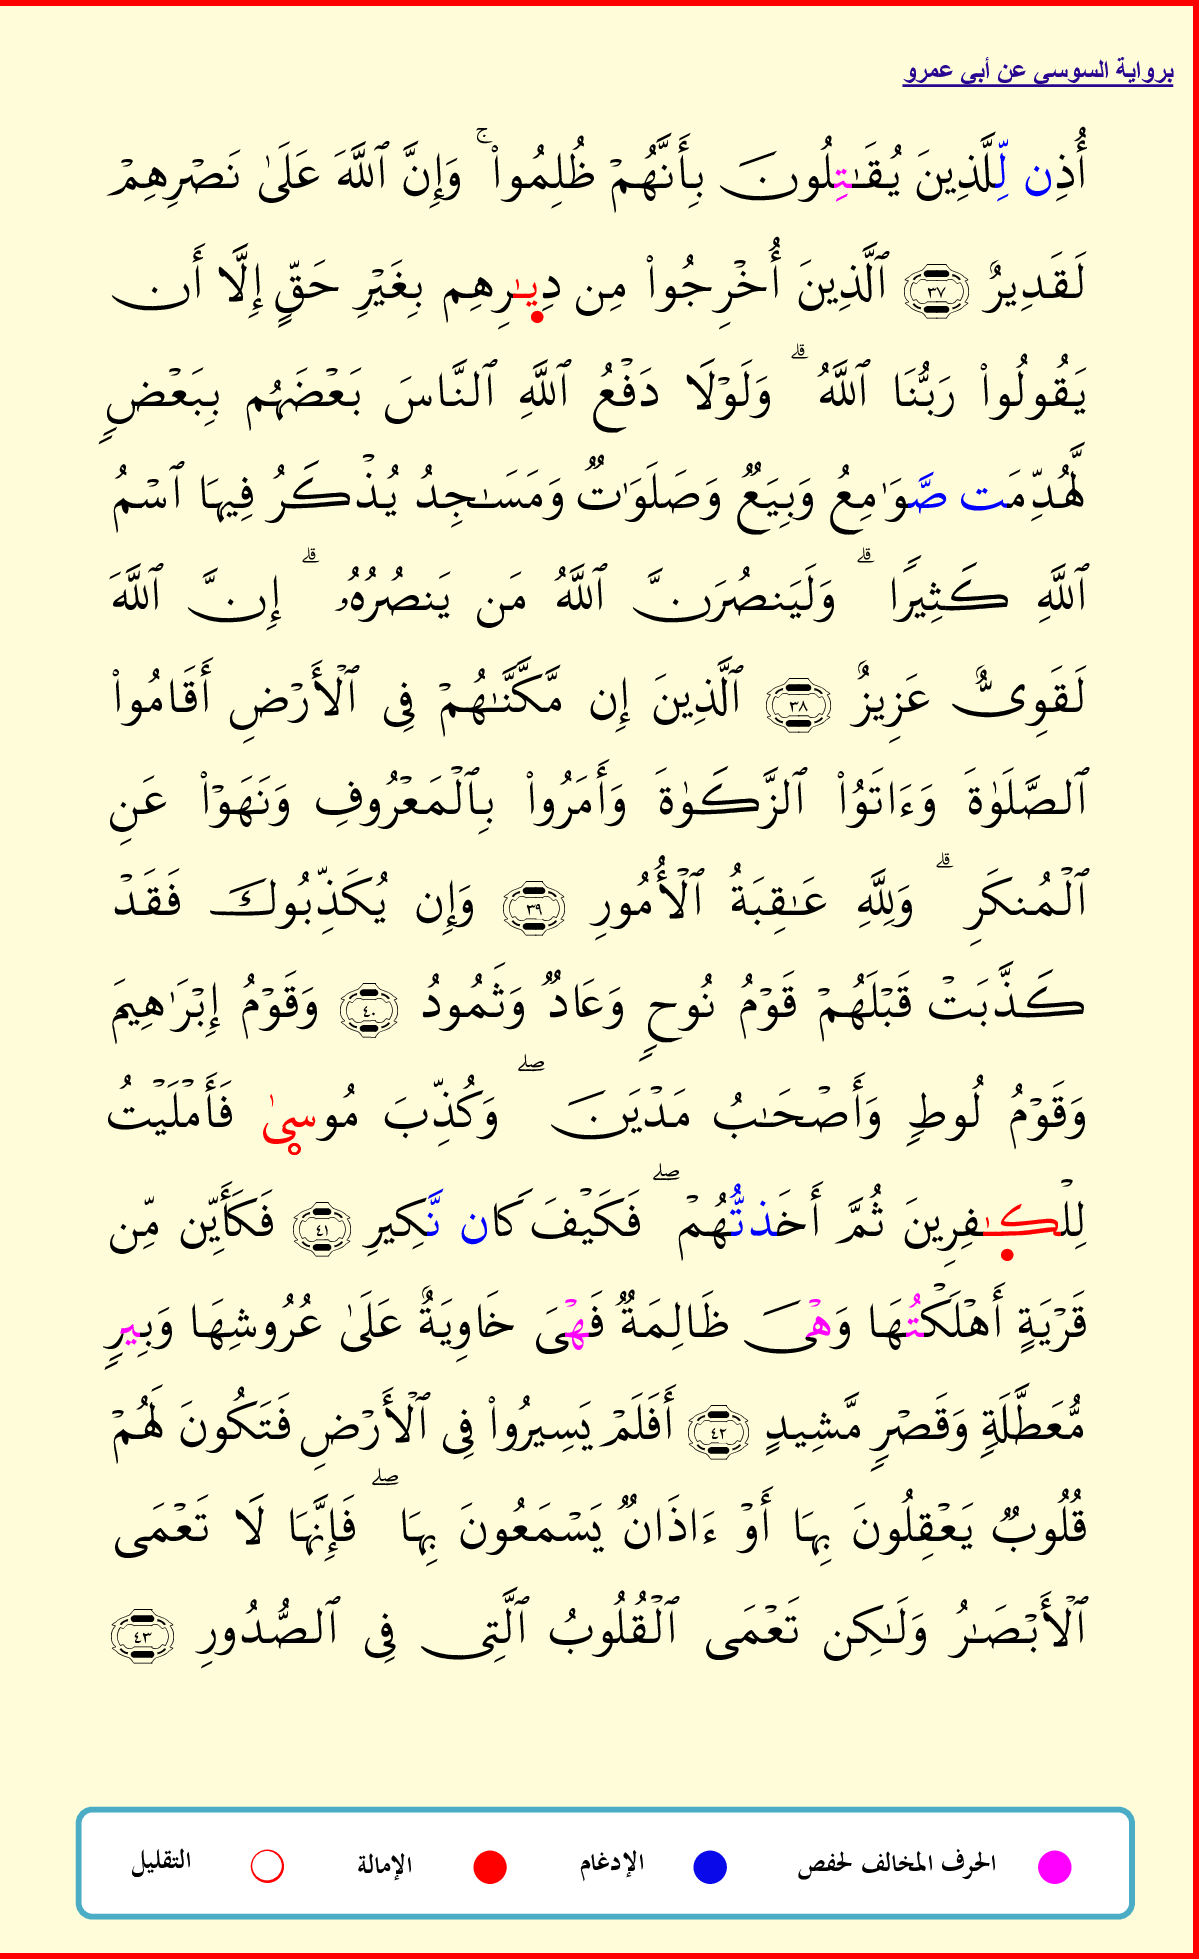 برواية السوسي عن أبي عمرو
أُذِن لِّلَّذِينَ يُقَـٰتِلُونَ بِأَنَّهُمْ ظُلِمُوا۟ ۚ وَإِنَّ ٱللَّهَ عَلَىٰ نَصْرِهِمْ
لَقَدِيرٌ ٣٧ ٱلَّذِينَ أُخْرِجُوا۟ مِن دِيَـٰرِهِم بِغَيْرِ حَقٍّ إِلَّا أَن
يَقُولُوا۟ رَبُّنَا ٱللَّهُ ۗ وَلَوْلَا دَفْعُ ٱللَّهِ ٱلنَّاسَ بَعْضَهُم بِبَعْضٍ
لَّهُدِّمَت صَّوَٰمِعُ وَبِيَعٌ وَصَلَوَٰتٌ وَمَسَـٰجِدُ يُذْكَرُ فِيهَا ٱسْمُ
ٱللَّهِ كَثِيرًا ۗ وَلَيَنصُرَنَّ ٱللَّهُ مَن يَنصُرُهُۥ ۗ إِنَّ ٱللَّهَ
لَقَوِىٌّ عَزِيزٌ ٣٨ ٱلَّذِينَ إِن مَّكَّنَّـٰهُمْ فِى ٱلْأَرْضِ أَقَامُوا۟
ٱلصَّلَوٰةَ وَءَاتَوُا۟ ٱلزَّكَوٰةَ وَأَمَرُوا۟ بِٱلْمَعْرُوفِ وَنَهَوْا۟ عَنِ
ٱلْمُنكَرِ ۗ وَلِلَّهِ عَـٰقِبَةُ ٱلْأُمُورِ ٣٩ وَإِن يُكَذِّبُوكَ فَقَدْ
كَذَّبَتْ قَبْلَهُمْ قَوْمُ نُوحٍ وَعَادٌ وَثَمُودُ ٤٠ وَقَوْمُ إِبْرَٰهِيمَ
وَقَوْمُ لُوطٍ وَأَصْحَـٰبُ مَدْيَنَ ۖ وَكُذِّبَ مُوسىٰ فَأَمْلَيْتُ
لِلْكَـٰفِرِينَ ثُمَّ أَخَذتُّهُمْ ۖ فَكَيْفَ كَان نَّكِيرِ ٤١ فَكَأَيِّن مِّن
قَرْيَةٍ أَهْلَكْتُهَا وَهْىَ ظَالِمَةٌ فَهْىَ خَاوِيَةٌ عَلَىٰ عُرُوشِهَا وَبِيرٍ
مُّعَطَّلَةٍ وَقَصْرٍ مَّشِيدٍ ٤٢ أَفَلَمْ يَسِيرُوا۟ فِى ٱلْأَرْضِ فَتَكُونَ لَهُمْ
قُلُوبٌ يَعْقِلُونَ بِهَا أَوْ ءَاذَانٌ يَسْمَعُونَ بِهَا ۖ فَإِنَّهَا لَا تَعْمَى
ٱلْأَبْصَـٰرُ وَلَـٰكِن تَعْمَى ٱلْقُلُوبُ ٱلَّتِى فِى ٱلصُّدُورِ ٤٣
الحرف المخالف لحفص الإدغام الإمالة التقليل